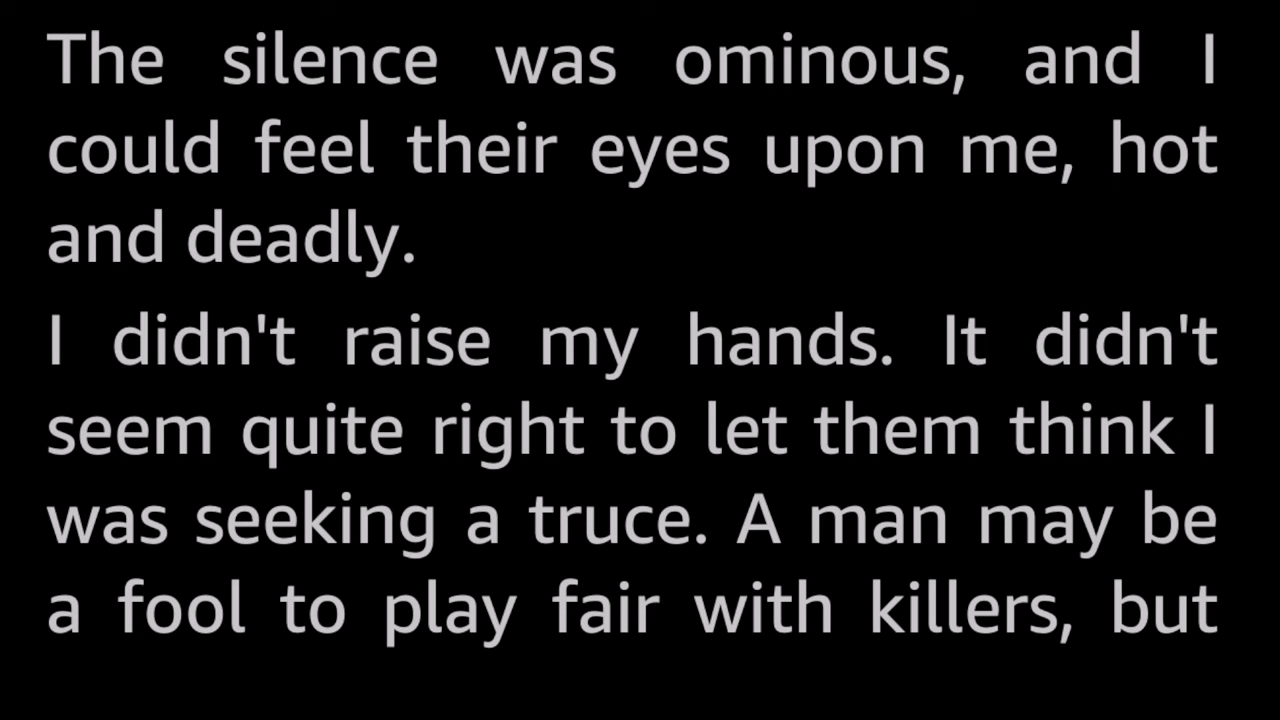 The silence was ominous, and I
could feel their eyes upon me, hot
and deadly.
I didn't raise my hands. It didn't
seem quite right to let them think I
was seeking a truce. A man may be
a fool to play fair with killers, but